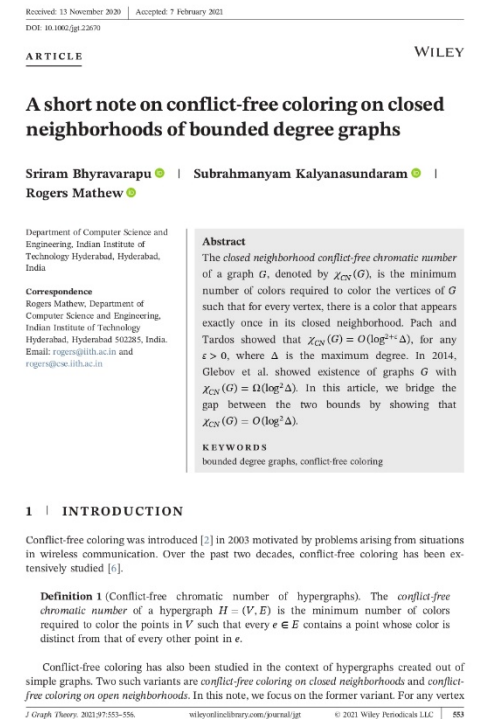 Received: 13 November 2020 | Accepted: 7 February 2021
DOI: 10.1002/jgt.22670
ARTICLE
WILEY
A short note on conflict-free coloring on closed
neighborhoods of bounded degree graphs
Sriram Bhyravarapu | Subrahmanyam Kalyanasundaram |
Rogers Mathew
Department of Computer Science and
Engineering, Indian Institute of
Technology Hyderabad, Hyderabad,
India
Correspondence
Rogers Mathew, Department of
Computer Science and Engineering,
Indian Institute of Technology
Hyderabad, Hyderabad 502285, India.
Email: rogers@iith.ac.in and
rogers@cse.iith.ac.in
Abstract
The closed neighborhood conflict-free chromatic number
of a graph G, denoted by χCN(G), is the minimum
number of colors required to color the vertices of G
such that for every vertex, there is a color that appears
exactly once in its closed neighborhood. Pach and
Tardos showed that χCN(G) = O(log²⁺ᵋ Δ), for any
ε > 0, where Δ is the maximum degree. In 2014,
Glebov et al. showed existence of graphs G with
χCN(G) = Ω(log²Δ). In this article, we bridge the
gap between the two bounds by showing that
χCN(G) = O(log²Δ).
KEYWORDS
bounded degree graphs, conflict-free coloring
1 | INTRODUCTION
Conflict-free coloring was introduced [2] in 2003 motivated by problems arising from situations
in wireless communication. Over the past two decades, conflict-free coloring has been ex-
tensively studied [6].
Definition 1 (Conflict-free chromatic number of hypergraphs). The conflict-free
chromatic number of a hypergraph H = (V, E) is the minimum number of colors
required to color the points in V such that every e ∈ E contains a point whose color is
distinct from that of every other point in e.
Conflict-free coloring has also been studied in the context of hypergraphs created out of
simple graphs. Two such variants are conflict-free coloring on closed neighborhoods and conflict-
free coloring on open neighborhoods. In this note, we focus on the former variant. For any vertex
J Graph Theory. 2021;97:553–556.
wileyonlinelibrary.com/journal/jgt
© 2021 Wiley Periodicals LLC | 553